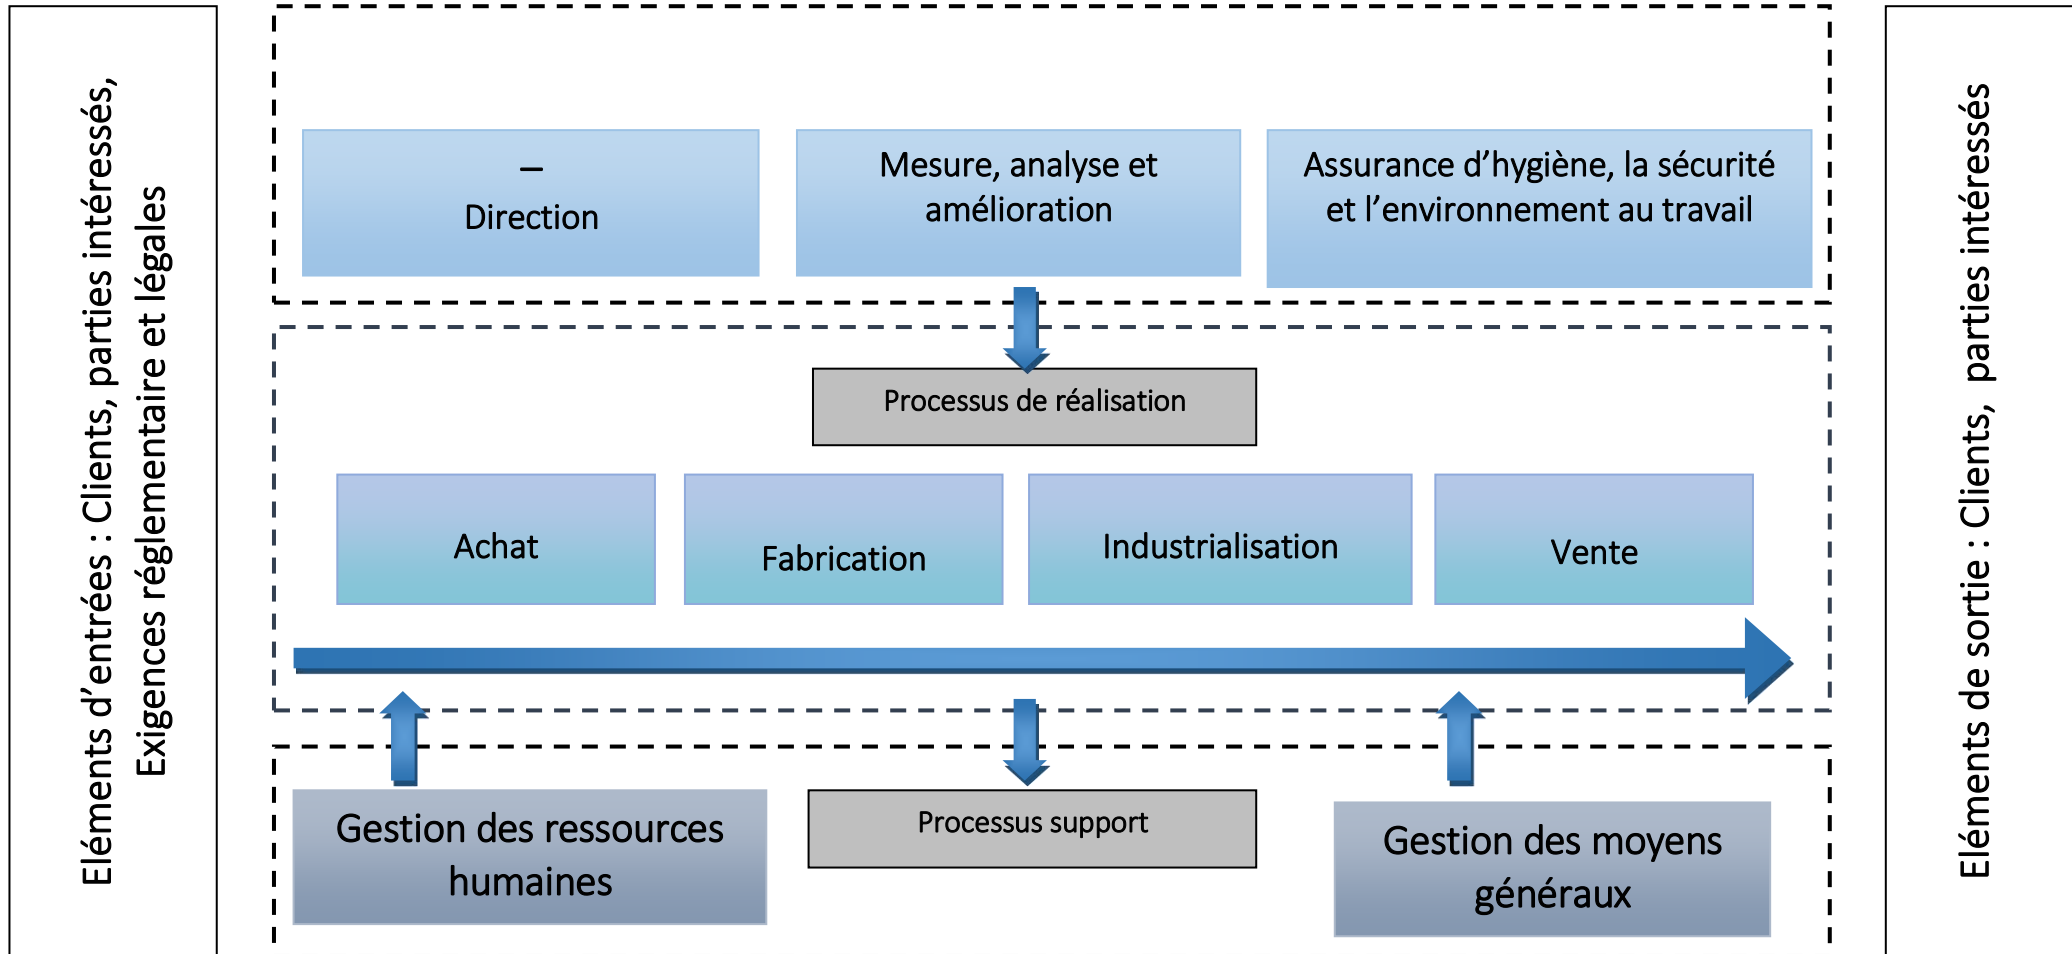 Eléments d’entrées : Clients, parties intéressés,
Exigences réglementaire et légales
–
Direction
Mesure, analyse et
amélioration
Assurance d’hygiène, la sécurité
et l’environnement au travail
Processus de réalisation
Achat
Fabrication
Industrialisation
Vente
Gestion des ressources
humaines
Processus support
Gestion des moyens
généraux
Eléments de sortie : Clients, parties intéressés